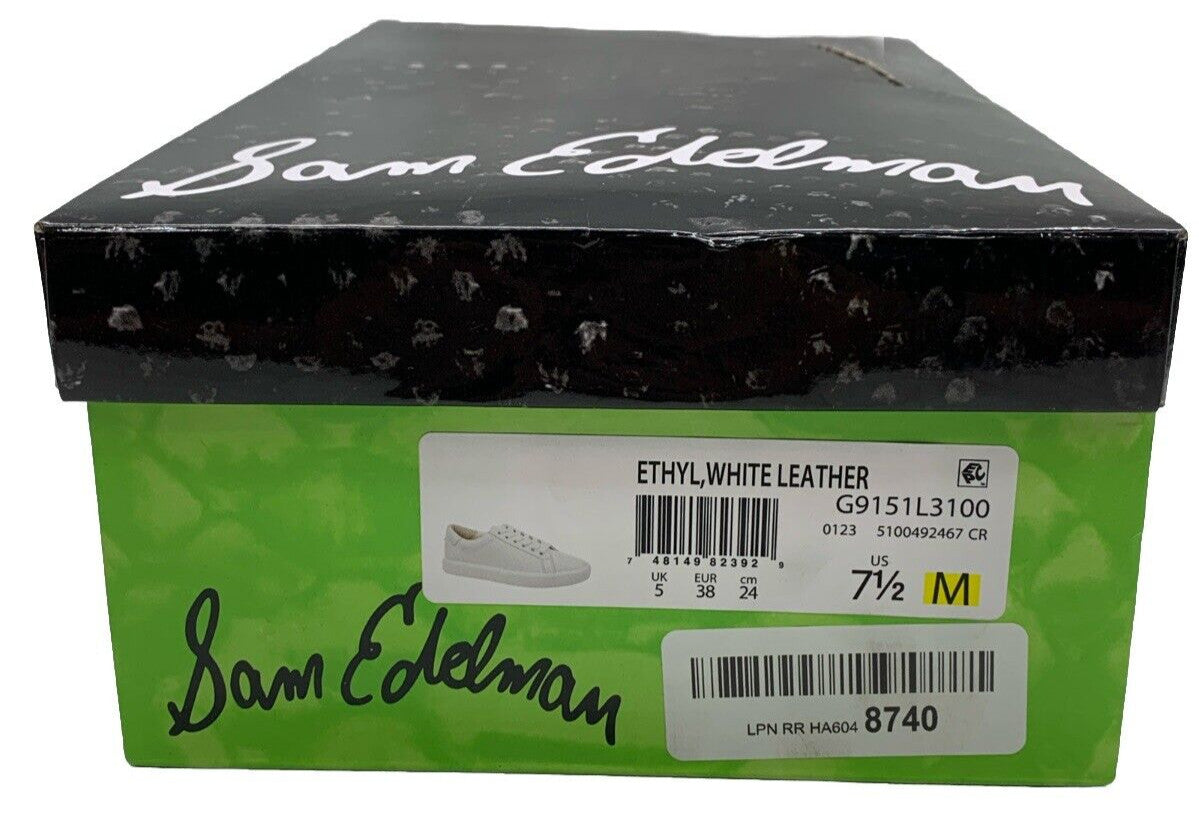 Sam Edelman
ETHYL,WHITE LEATHER
G9151L3100
0123 5100492467 CR
7 48149 82392 9
UK EUR cm US
5 38 24 7½ M
Sam Edelman
LPN RR HA604 8740